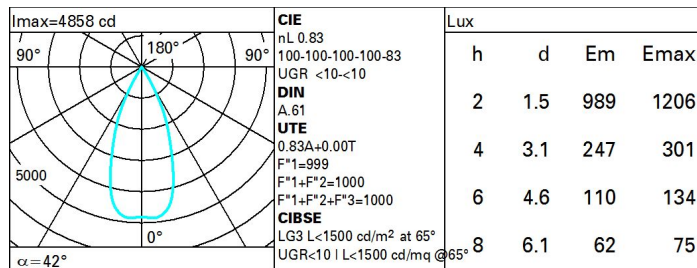 Imax=4858 cd
90° 180° 90°
5000
0°
α=42°
CIE
nL 0.83
100-100-100-100-83
UGR <10-<10
DIN
A.61
UTE
0.83A+0.00T
F"1=999
F"1+F"2=1000
F"1+F"2+F"3=1000
CIBSE
LG3 L<1500 cd/m² at 65°
UGR<10 | L<1500 cd/mq @65°
Lux
h d Em Emax
2 1.5 989 1206
4 3.1 247 301
6 4.6 110 134
8 6.1 62 75